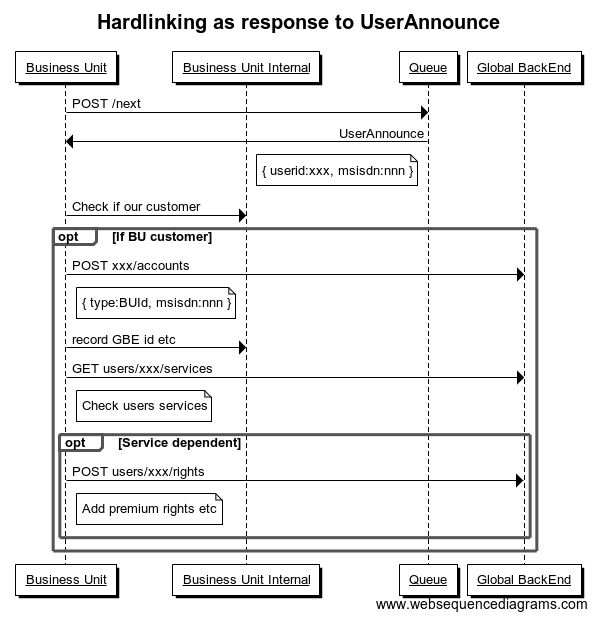 Hardlinking as response to UserAnnounce
Business Unit
Business Unit Internal
Queue
Global BackEnd
POST /next
UserAnnounce
{ userid:xxx, msisdn:nnn }
Check if our customer
opt
[If BU customer]
POST xxx/accounts
{ type:BUId, msisdn:nnn }
record GBE id etc
GET users/xxx/services
Check users services
opt
[Service dependent]
POST users/xxx/rights
Add premium rights etc
Business Unit
Business Unit Internal
Queue
Global BackEnd
www.websequencediagrams.com